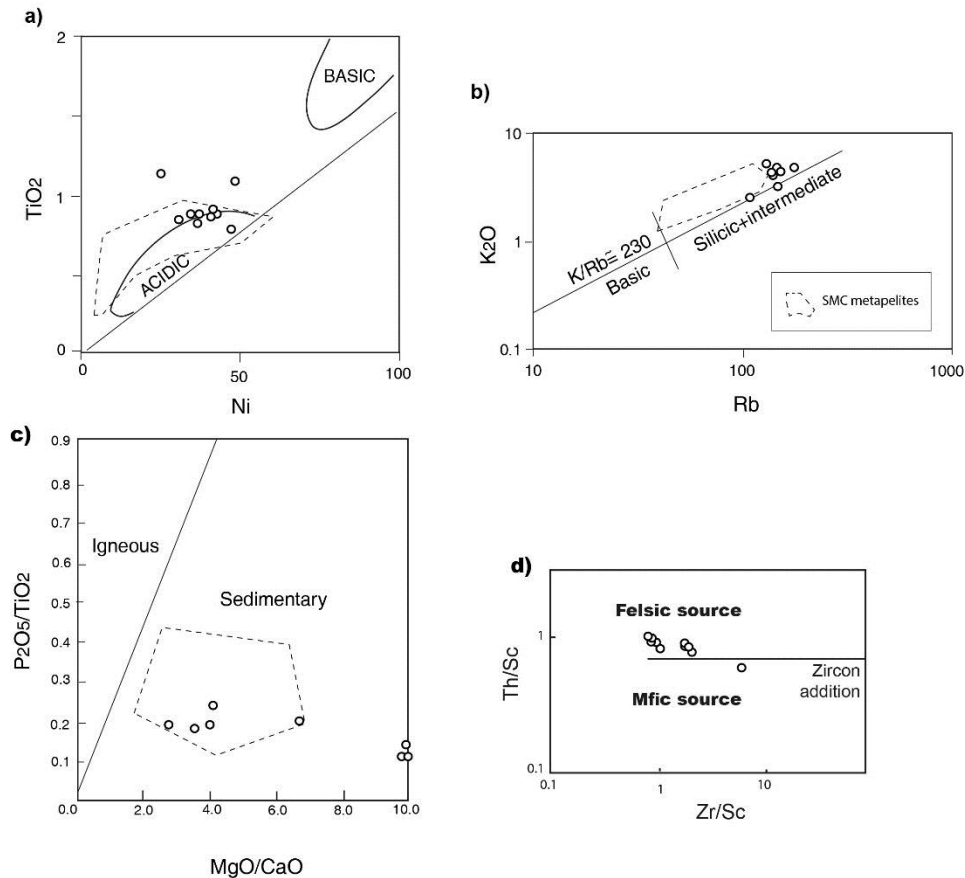 a)
2
1
0
TiO2
BASIC
ACIDIC
0
50
100
Ni
b)
10
1
0.1
K2O
K/Rb≅ 230
Basic
Silicic+intermediate
SMC metapelites
10
100
1000
Rb
c)
0.9
0.8
0.7
0.6
0.5
0.4
0.3
0.2
0.1
P2O5/TiO2
Igneous
Sedimentary
0.0
2.0
4.0
6.0
8.0
10.0
MgO/CaO
d)
1
0.1
Th/Sc
Felsic source
Mfic source
Zircon
addition
0.1
1
10
Zr/Sc